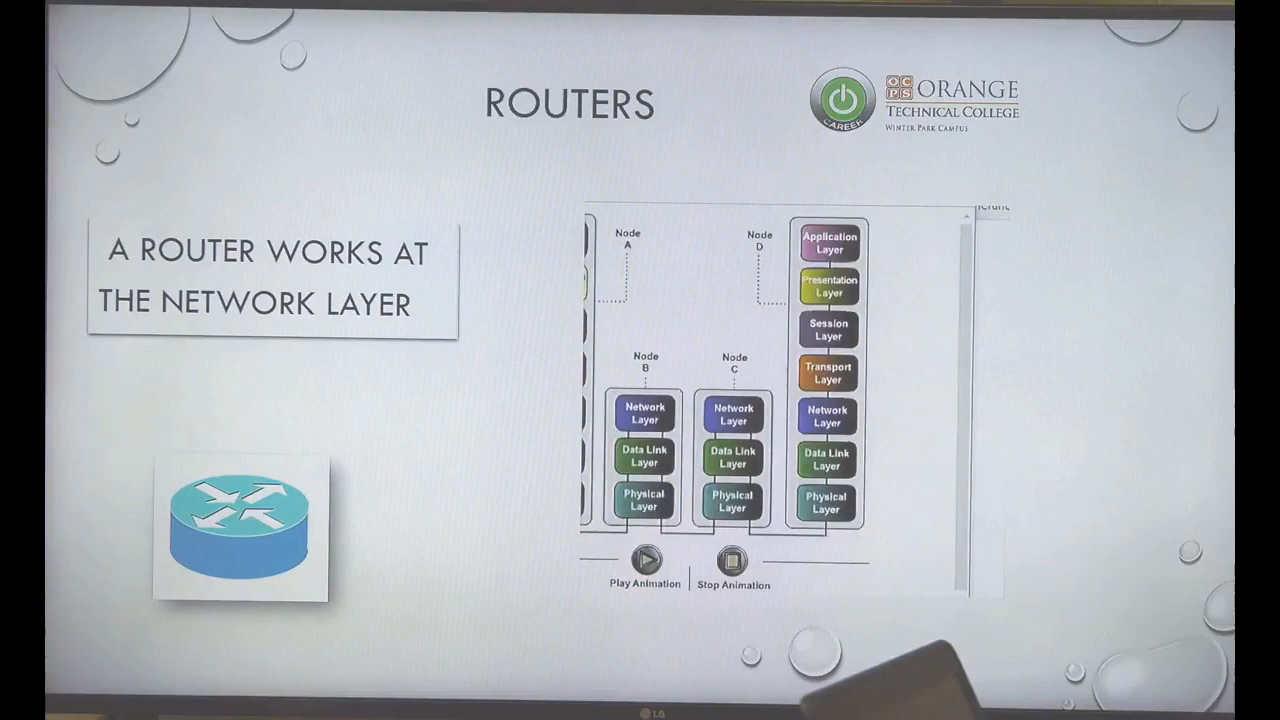 ROUTERS
CAREER
OC
PS
ORANGE
TECHNICAL COLLEGE
WINTER PARK CAMPUS
A ROUTER WORKS AT
THE NETWORK LAYER
Node
A
Node
D
Application
Layer
Presentation
Layer
Session
Layer
Transport
Layer
Network
Layer
Data Link
Layer
Physical
Layer
Node
B
Network
Layer
Data Link
Layer
Physical
Layer
Node
C
Network
Layer
Data Link
Layer
Physical
Layer
Play Animation
Stop Animation
LG